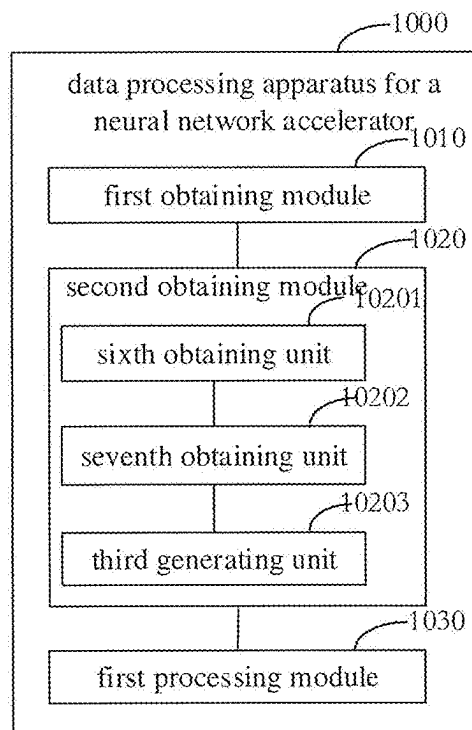 1000
data processing apparatus for a
neural network accelerator
1010
first obtaining module
1020
second obtaining module
10201
sixth obtaining unit
10202
seventh obtaining unit
10203
third generating unit
1030
first processing module